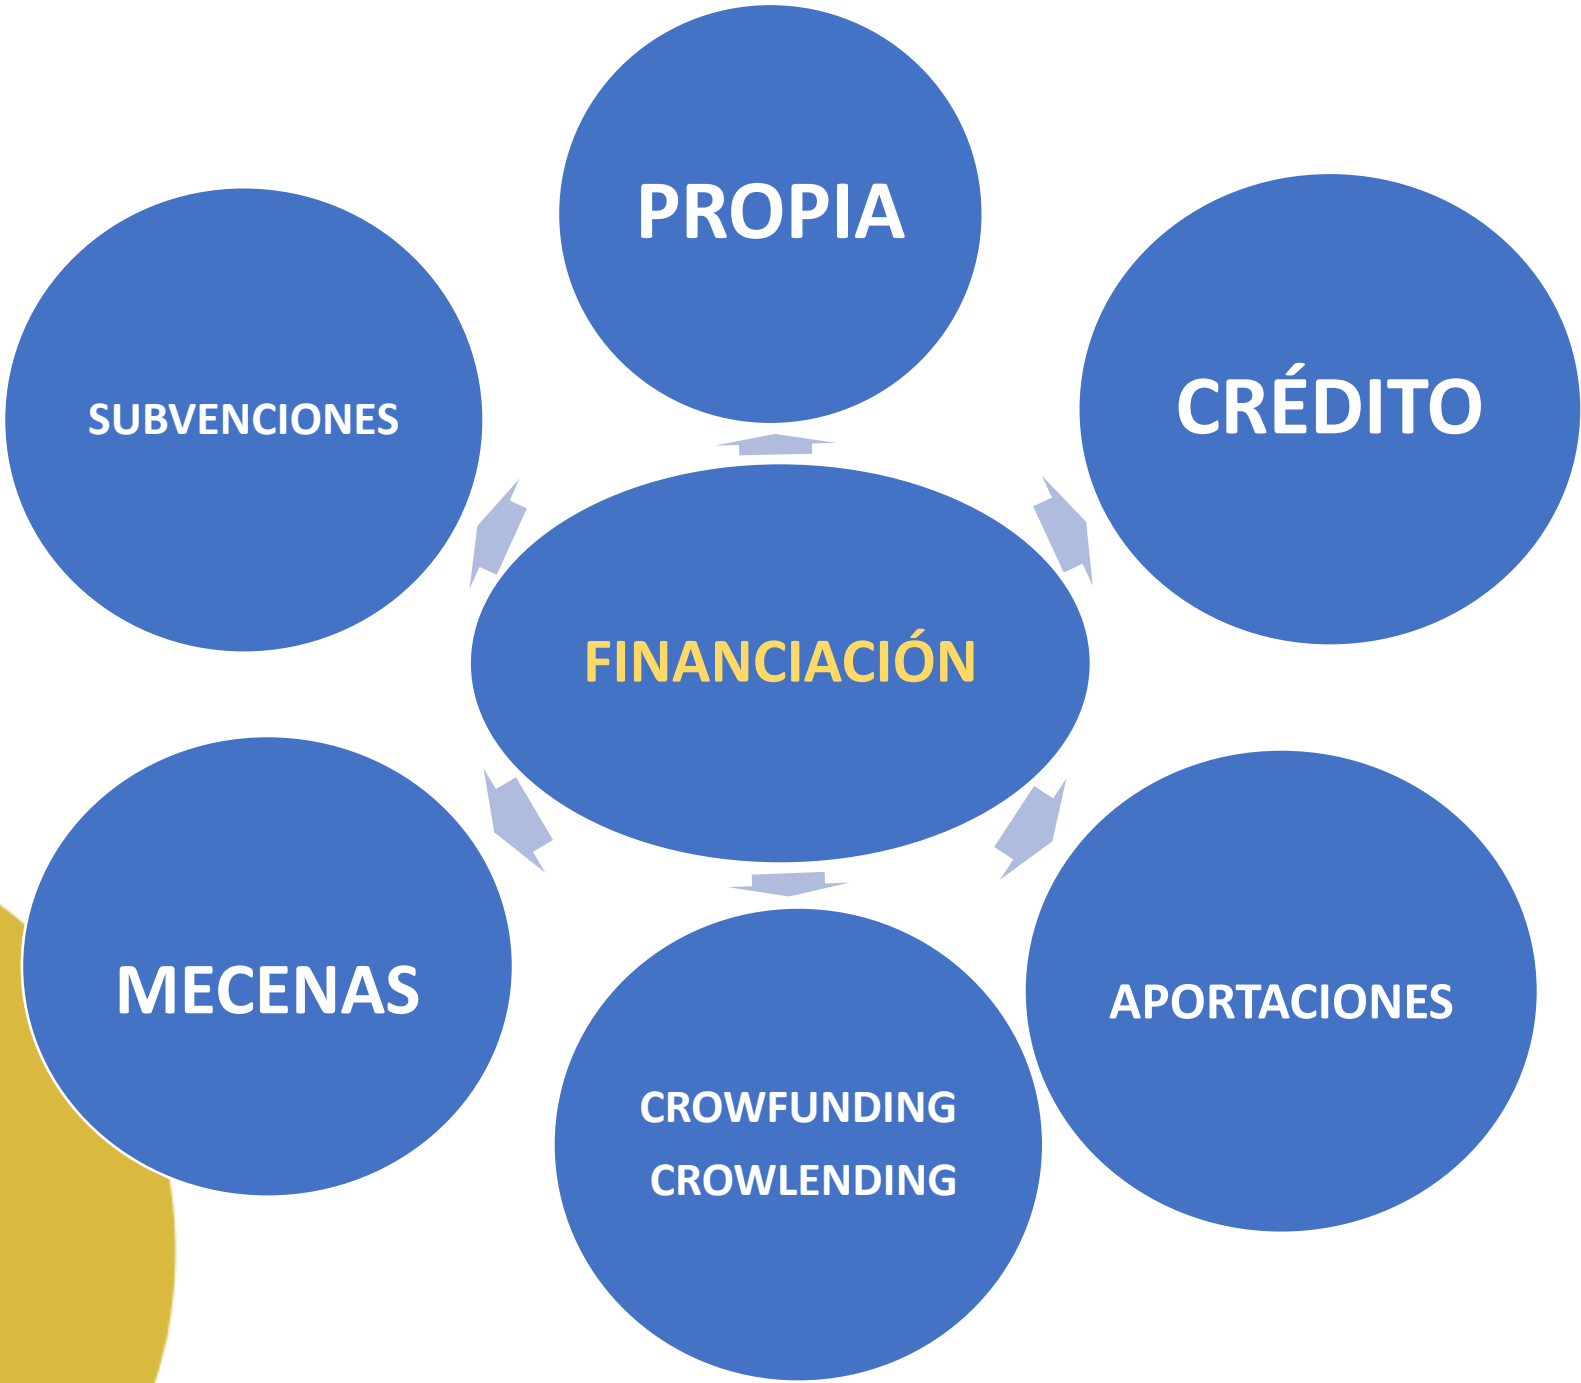 PROPIA
CRÉDITO
SUBVENCIONES
FINANCIACIÓN
MECENAS
APORTACIONES
CROWFUNDING
CROWLENDING